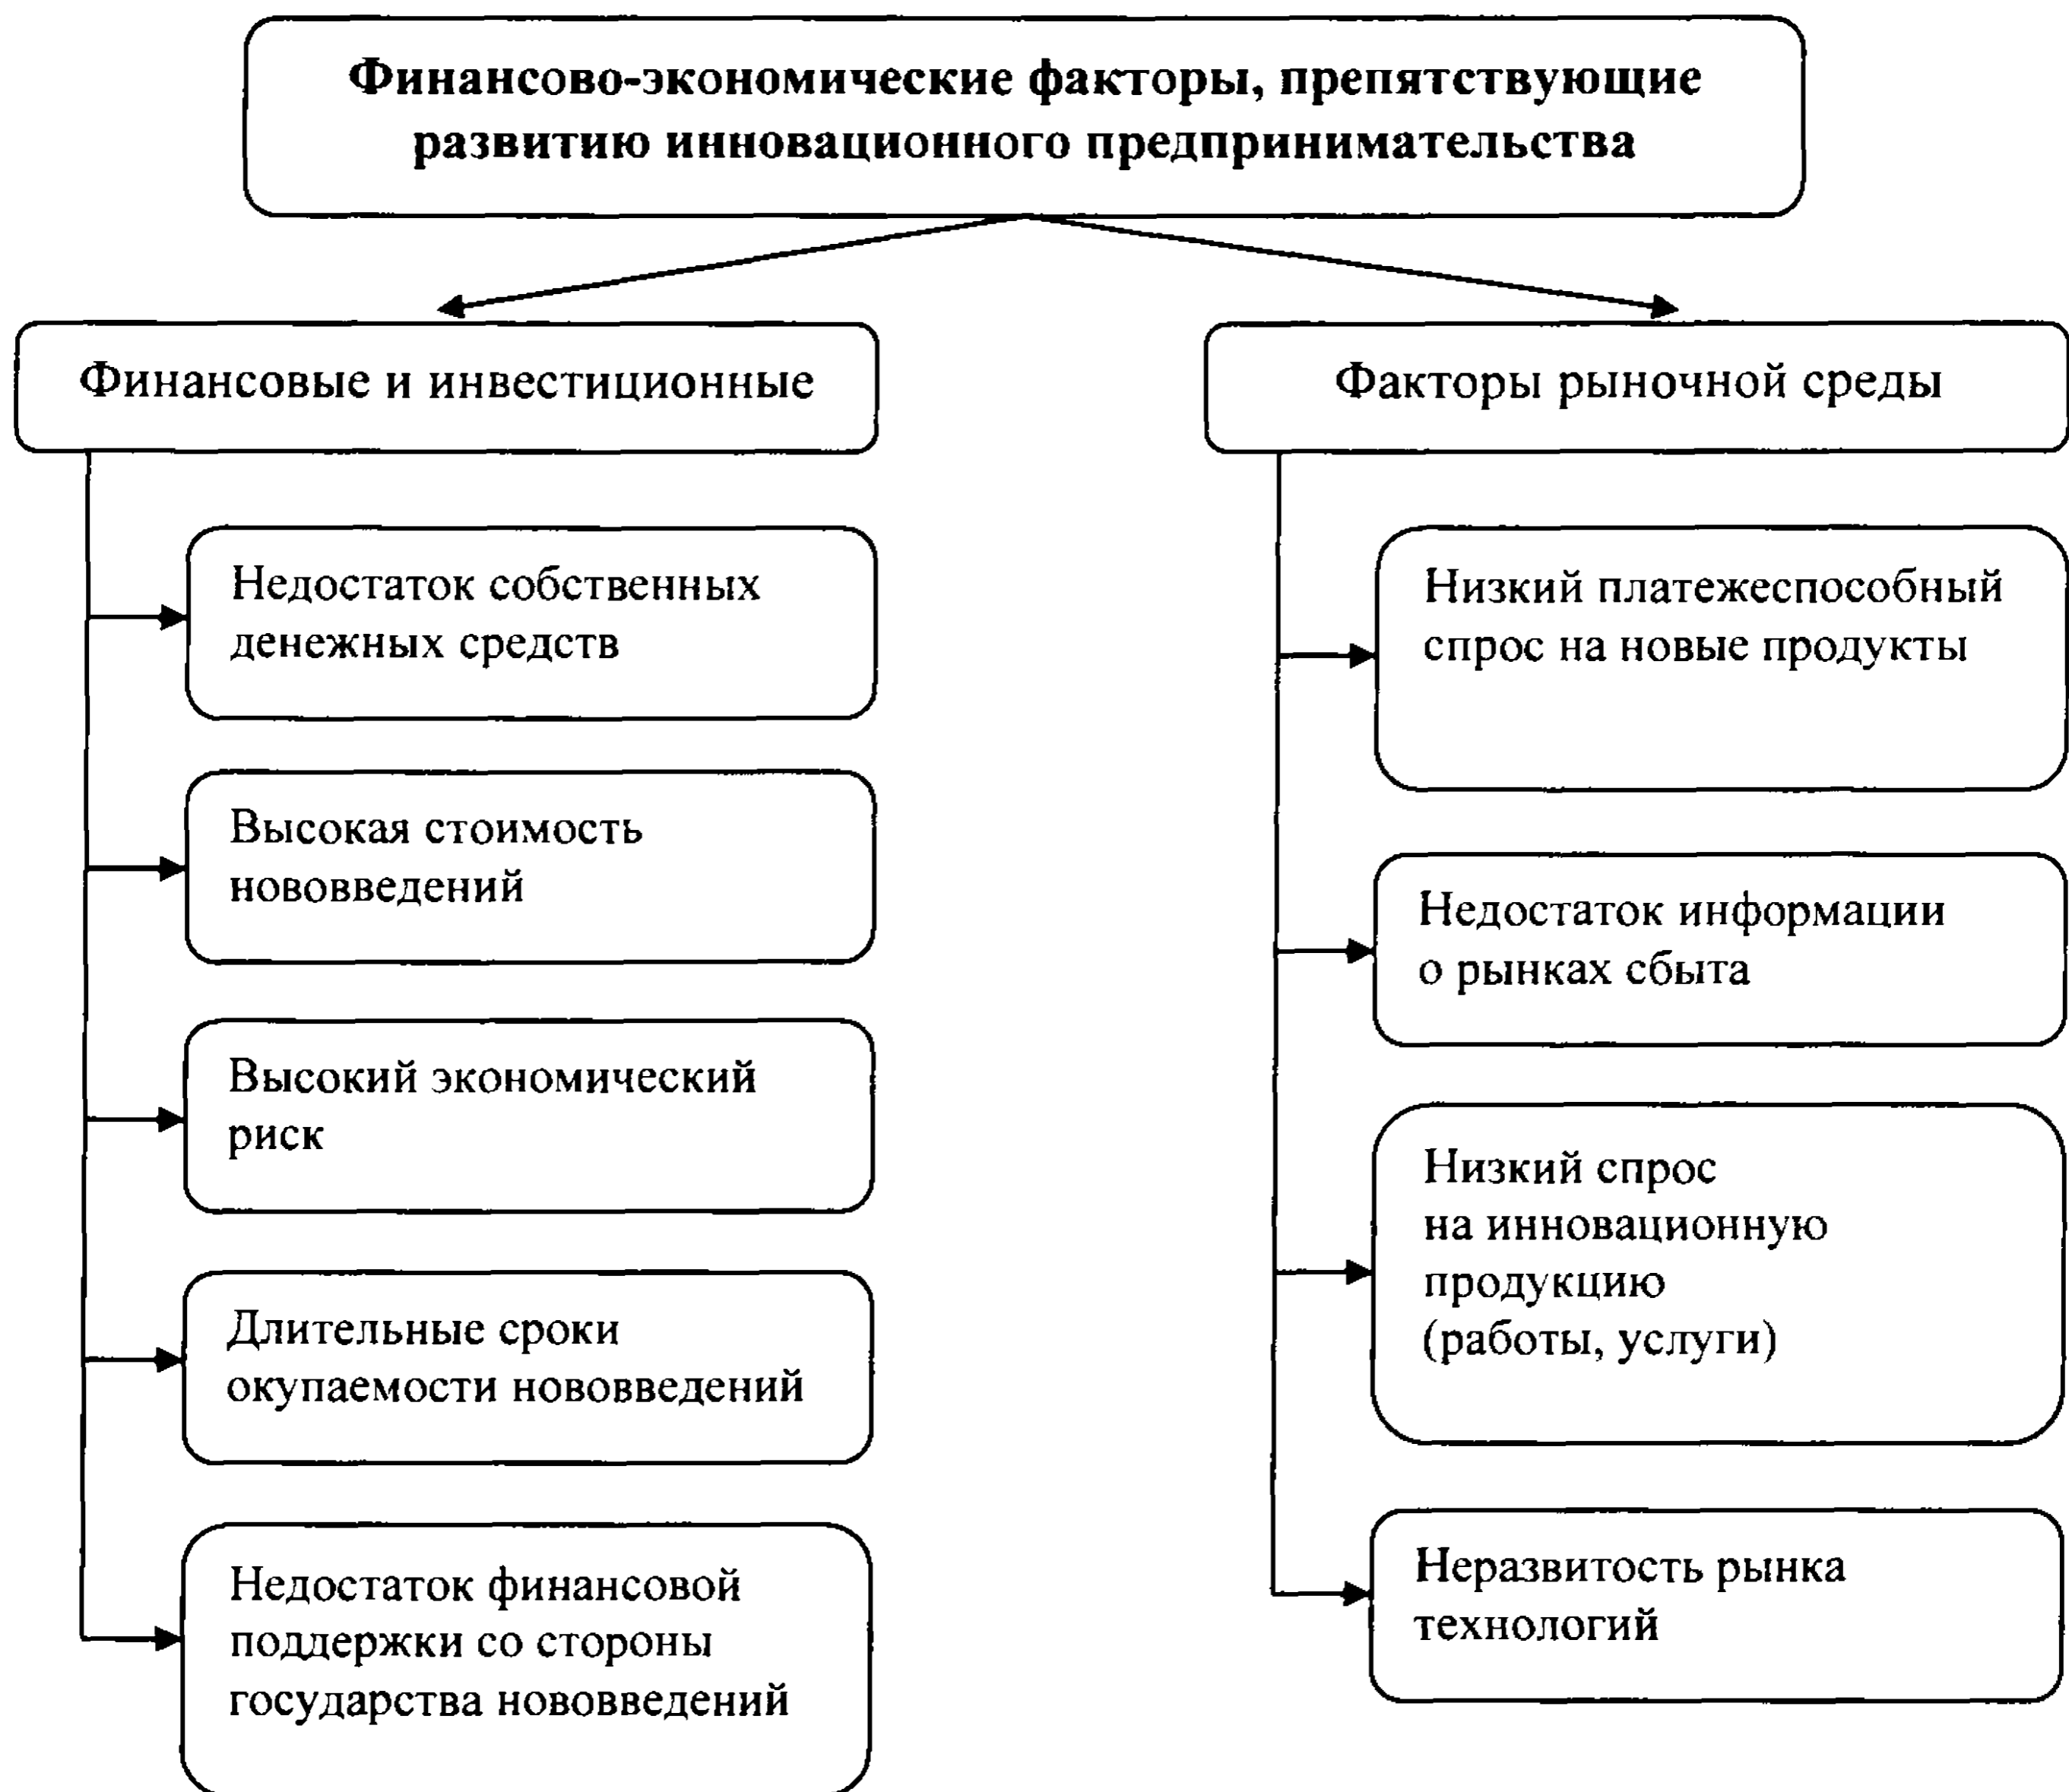 Финансово-экономические факторы, препятствующие
развитию инновационного предпринимательства
Финансовые и инвестиционные
Недостаток собственных
денежных средств
Высокая стоимость
нововведений
Высокий экономический
риск
Длительные сроки
окупаемости нововведений
Недостаток финансовой
поддержки со стороны
государства нововведений
Факторы рыночной среды
Низкий платежеспособный
спрос на новые продукты
Недостаток информации
о рынках сбыта
Низкий спрос
на инновационную
продукцию
(работы, услуги)
Неразвитость рынка
технологий